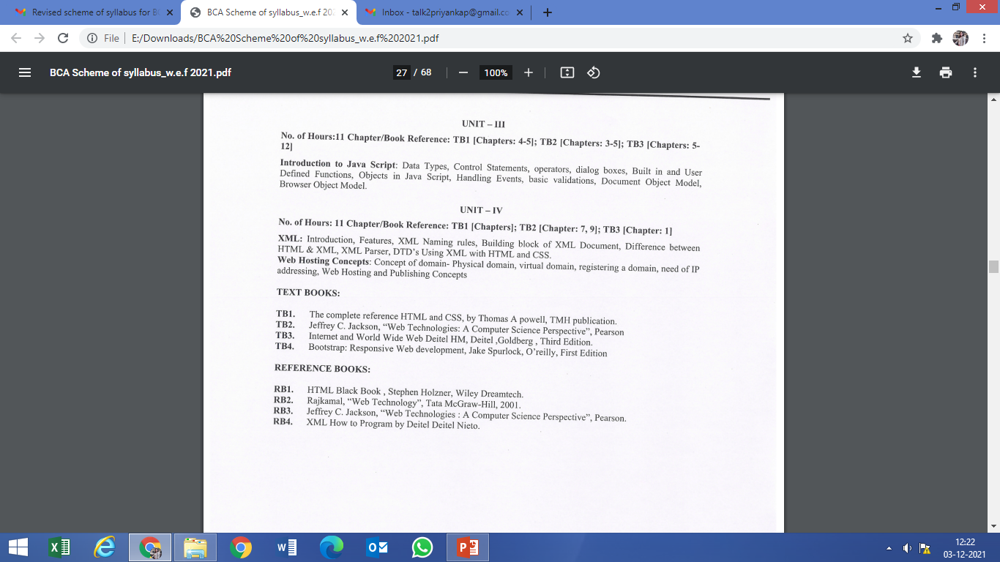 Revised scheme of syllabus for B
BCA Scheme of syllabus_w.e.f 202
Inbox - talk2priyankap@gmail.co
File | E:/Downloads/BCA%20Scheme%20of%20syllabus_w.e.f%202021.pdf
BCA Scheme of syllabus_w.e.f 2021.pdf
27 / 68
100%
UNIT – III
No. of Hours:11 Chapter/Book Reference: TB1 [Chapters: 4-5]; TB2 [Chapters: 3-5]; TB3 [Chapters: 5-
12]
Introduction to Java Script: Data Types, Control Statements, operators, dialog boxes, Built in and User
Defined Functions, Objects in Java Script, Handling Events, basic validations, Document Object Model,
Browser Object Model.
UNIT – IV
No. of Hours: 11 Chapter/Book Reference: TB1 [Chapters]; TB2 [Chapter: 7, 9]; TB3 [Chapter: 1]
XML: Introduction, Features, XML Naming rules, Building block of XML Document, Difference between
HTML & XML, XML Parser, DTD's Using XML with HTML and CSS.
Web Hosting Concepts: Concept of domain- Physical domain, virtual domain, registering a domain, need of IP
addressing, Web Hosting and Publishing Concepts
TEXT BOOKS:
TB1. The complete reference HTML and CSS, by Thomas A powell, TMH publication.
TB2. Jeffrey C. Jackson, “Web Technologies: A Computer Science Perspective”, Pearson
TB3. Internet and World Wide Web Deitel HM, Deitel ,Goldberg , Third Edition.
TB4. Bootstrap: Responsive Web development, Jake Spurlock, O’reilly, First Edition
REFERENCE BOOKS:
RB1. HTML Black Book , Stephen Holzner, Wiley Dreamtech.
RB2. Rajkamal, “Web Technology”, Tata McGraw-Hill, 2001.
RB3. Jeffrey C. Jackson, “Web Technologies : A Computer Science Perspective”, Pearson.
RB4. XML How to Program by Deitel Deitel Nieto.
12:22
03-12-2021